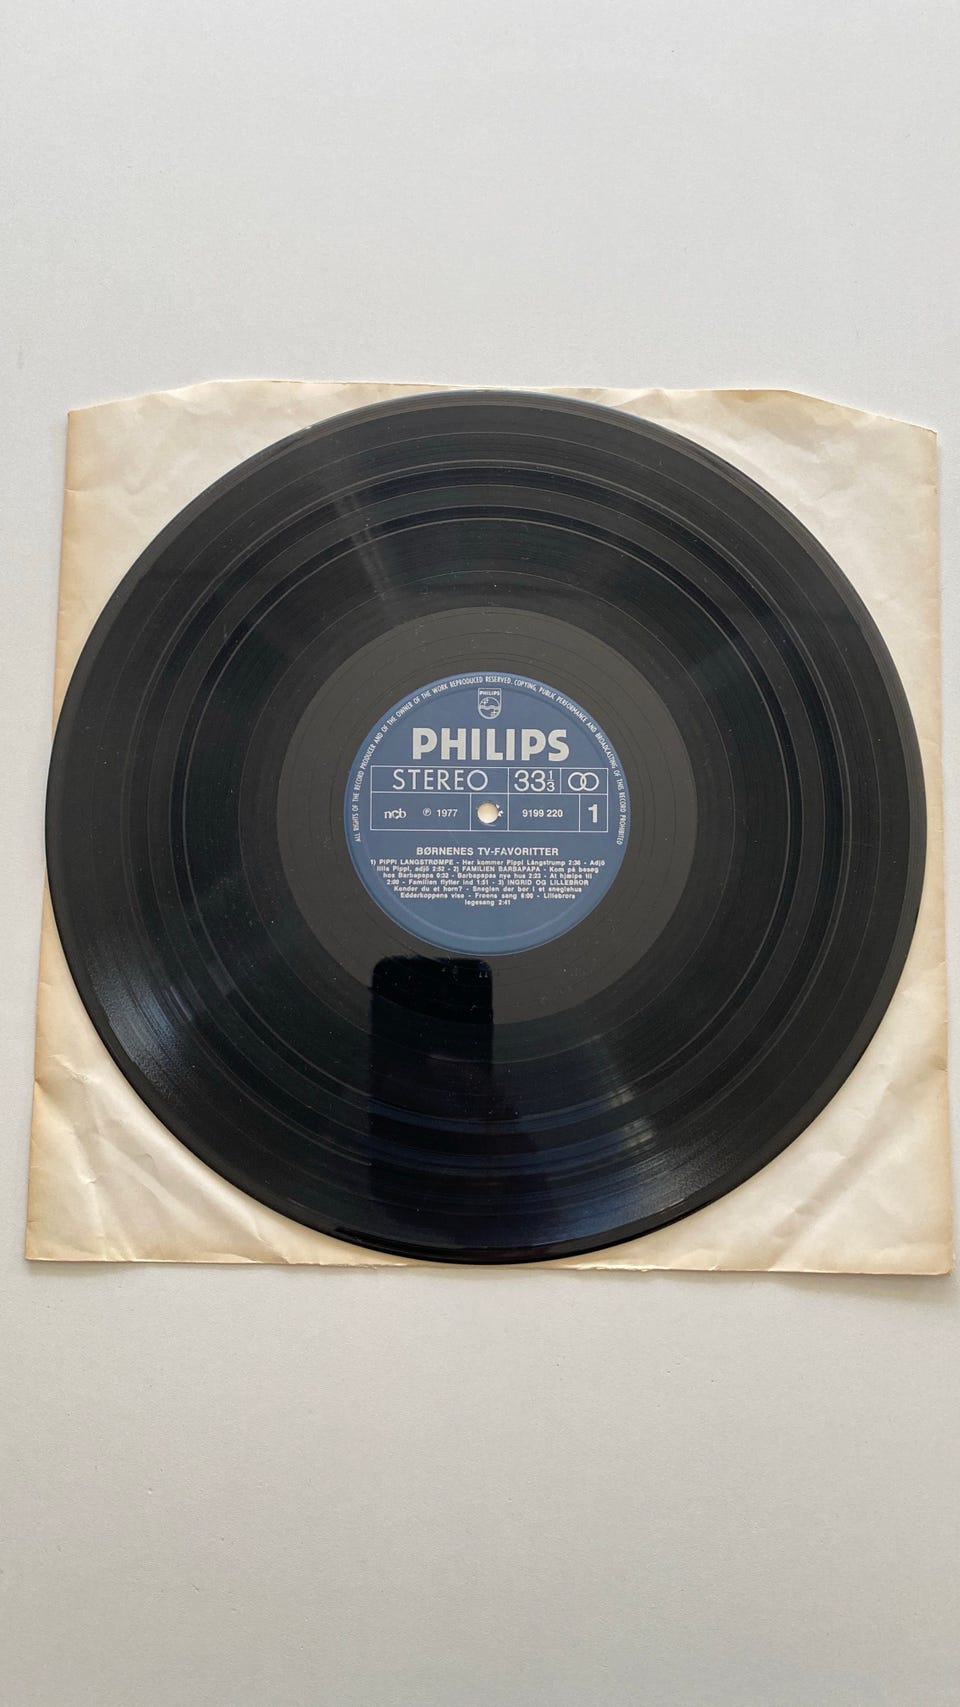 ALL RIGHTS OF THE RECORD PRODUCER AND OF THE OWNER OF THE WORK REPRODUCED RESERVED. COPYING, PUBLIC PERFORMANCE AND BROADCASTING OF THIS RECORD PROHIBITED
PHILIPS
PHILIPS
STEREO 33 1/3
ncb ℗ 1977 9199 220 1
BØRNENES TV-FAVORITTER
1) PIPPI LANGSTRØMPE - Her kommer Pippi Långstrump 2:36 - Adjö
lille Pippi, adjö 2:52 - 2) FAMILIEN BARBAPAPA - Kom på besøg
hos Barbapapa 0:32 - Barbapapas nye hus 2:23 - At hjælpe til
2:00 - Familien flytter ind 1:51 - 3) INGRID OG LILLEBROR
Kender du et horn? - Sneglen der bor i et sneglehus
Edderkoppens vise - Frøens sang 6:00 - Lillebrors
legesang 2:41